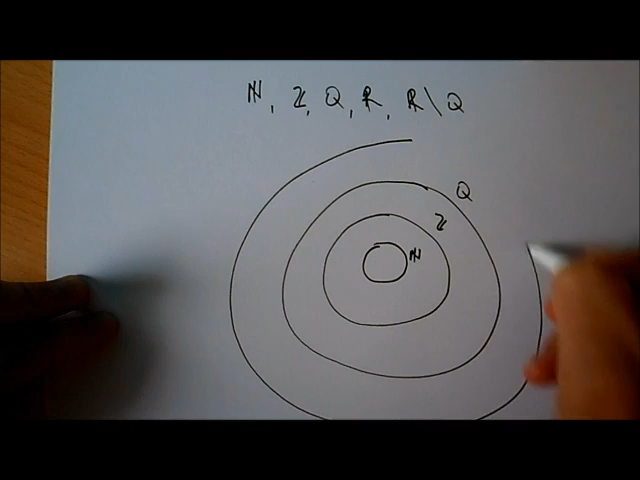 ℕ, ℤ, Q, R, R\Q
Q
ℤ
ℕ